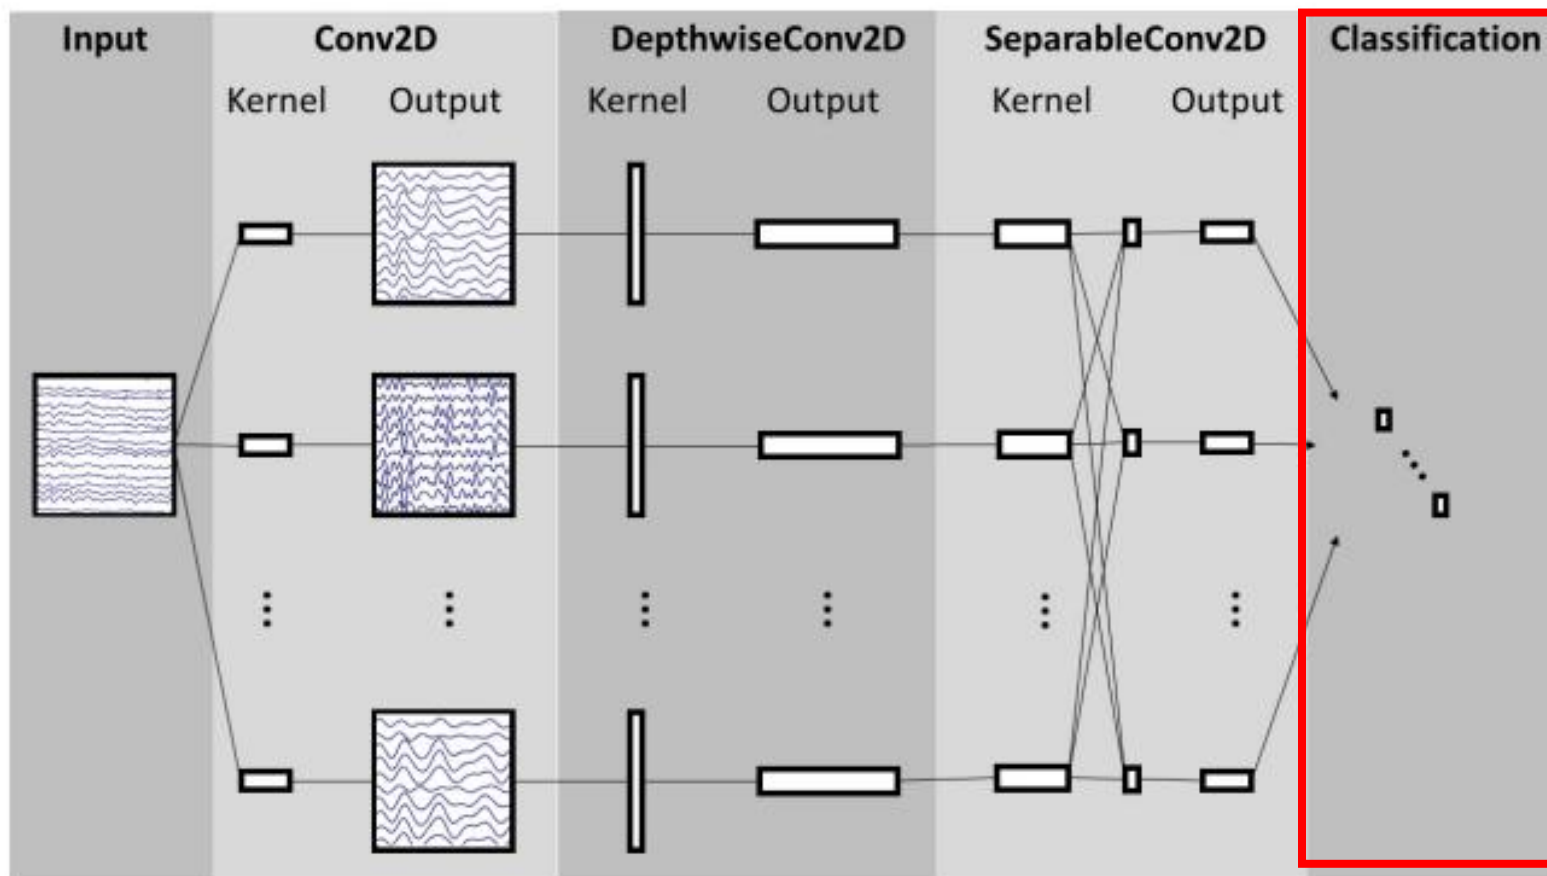 Input Conv2D DepthwiseConv2D SeparableConv2D Classification
Kernel Output Kernel Output Kernel Output